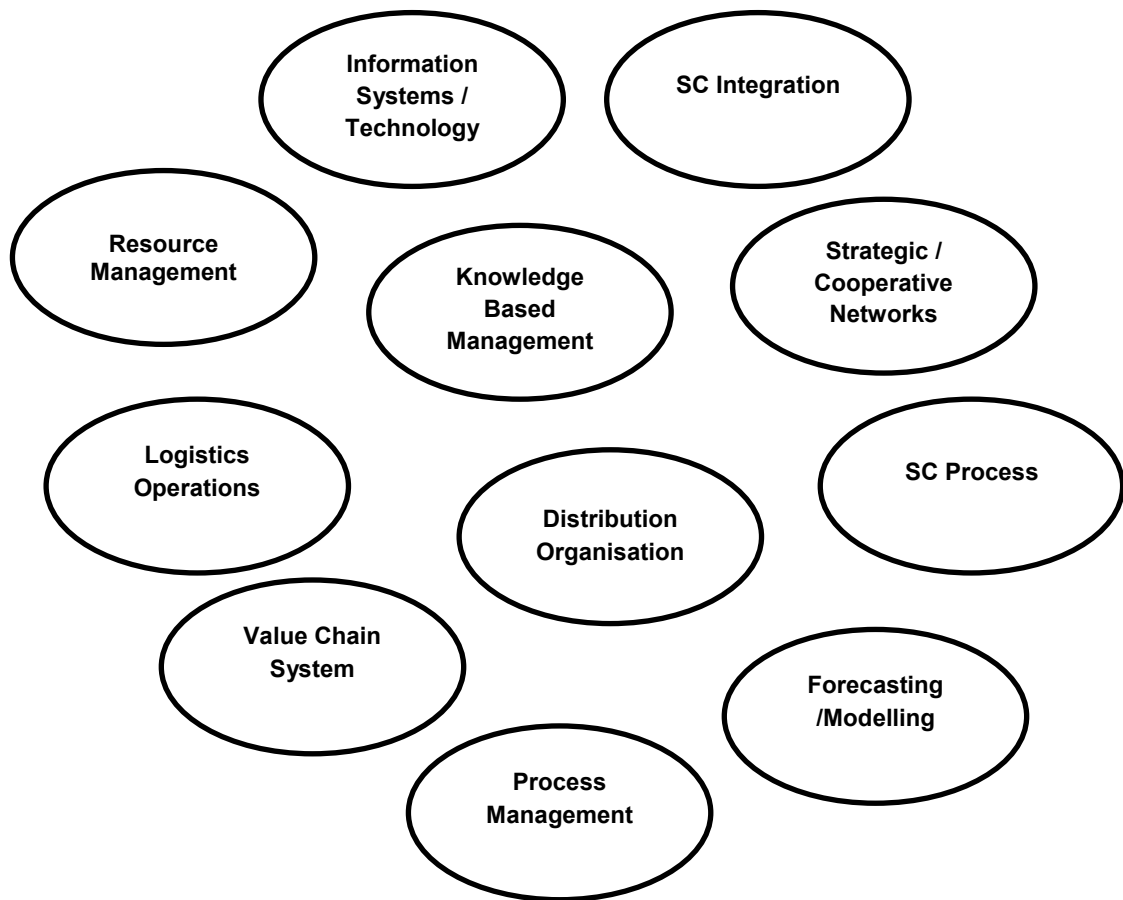 Information
Systems /
Technology
SC Integration
Resource
Management
Knowledge
Based
Management
Strategic /
Cooperative
Networks
Logistics
Operations
SC Process
Distribution
Organisation
Value Chain
System
Forecasting
/Modelling
Process
Management